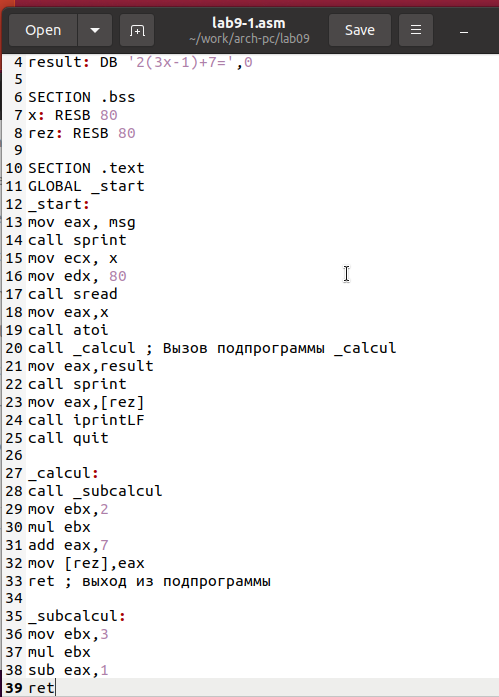 Open
lab9-1.asm
~/work/arch-pc/lab09
Save
4 result: DB '2(3x-1)+7=',0
5
6 SECTION .bss
7 x: RESB 80
8 rez: RESB 80
9
10 SECTION .text
11 GLOBAL _start
12 _start:
13 mov eax, msg
14 call sprint
15 mov ecx, x
16 mov edx, 80
17 call sread
18 mov eax,x
19 call atoi
20 call _calcul ; Вызов подпрограммы _calcul
21 mov eax,result
22 call sprint
23 mov eax,[rez]
24 call iprintLF
25 call quit
26
27 _calcul:
28 call _subcalcul
29 mov ebx,2
30 mul ebx
31 add eax,7
32 mov [rez],eax
33 ret ; выход из подпрограммы
34
35 _subcalcul:
36 mov ebx,3
37 mul ebx
38 sub eax,1
39 ret